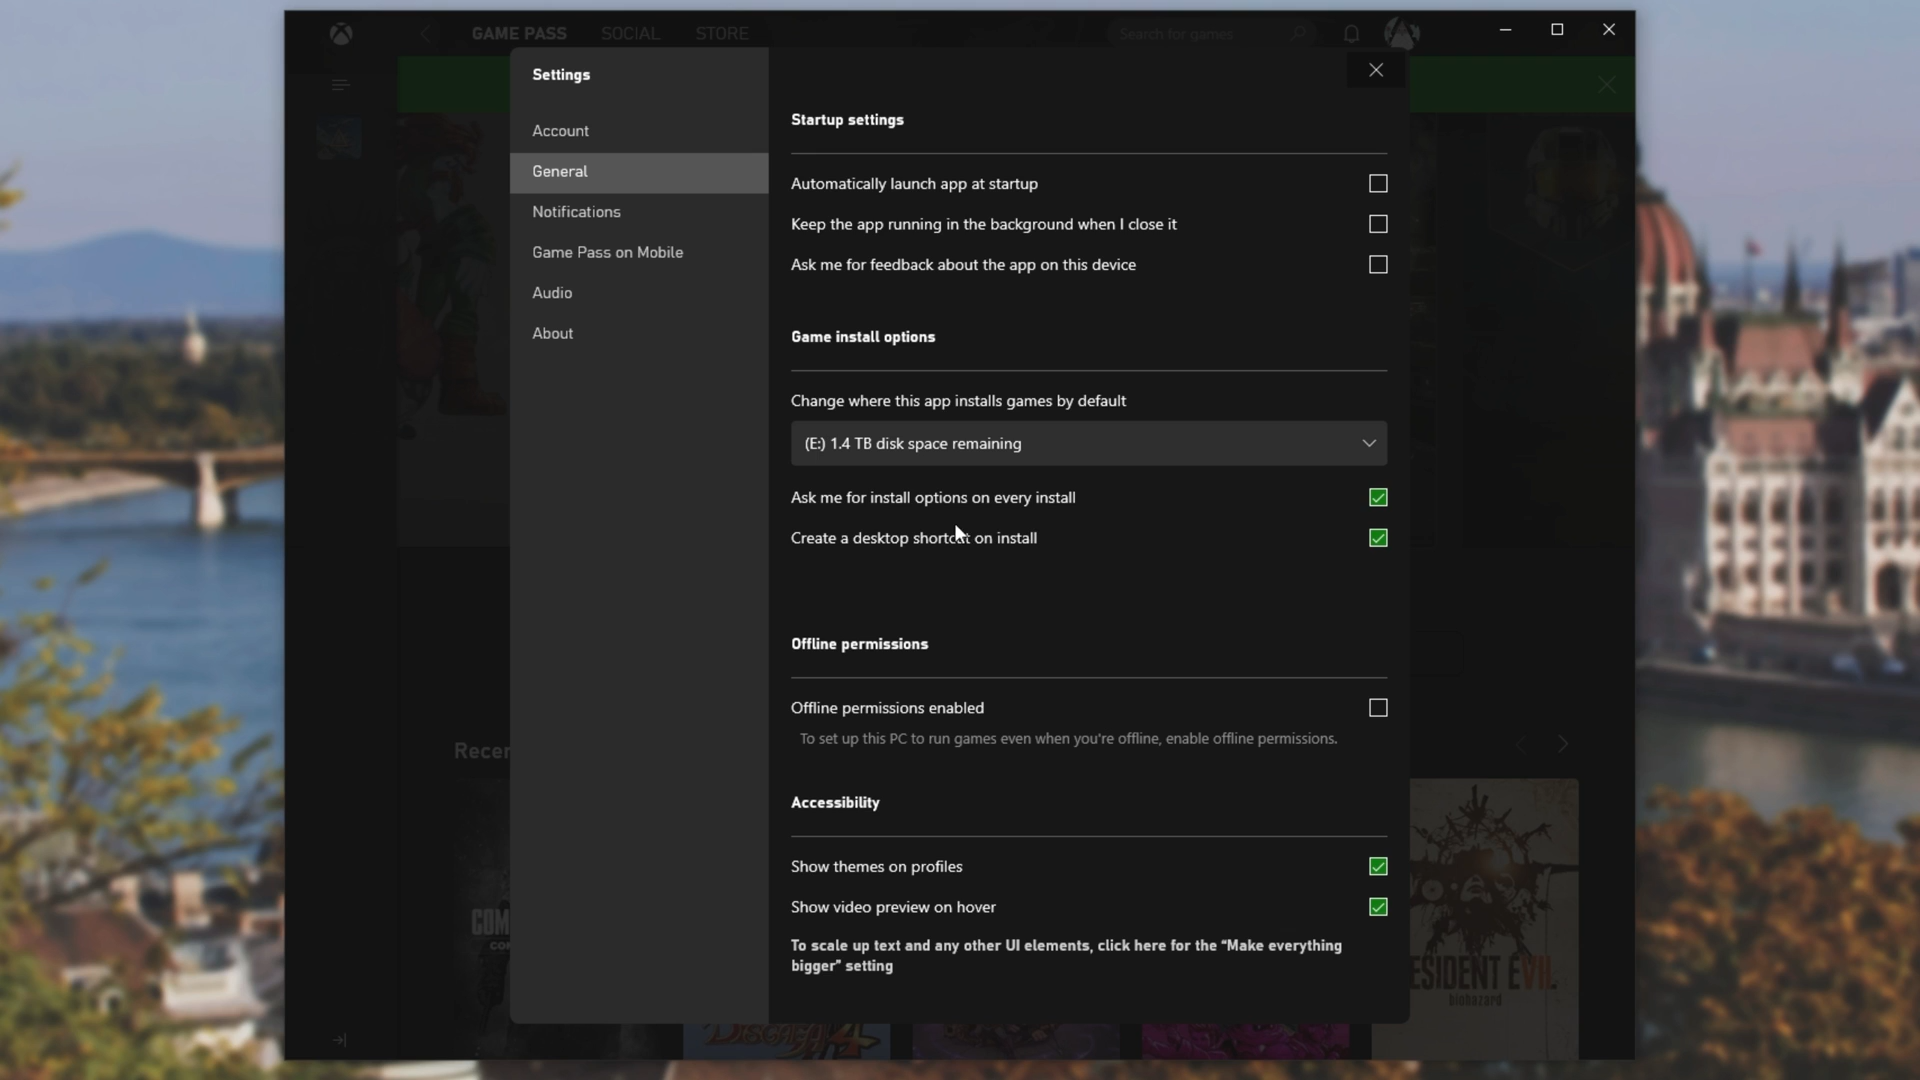 GAME PASS SOCIAL STORE
Search for games
Settings
Account
General
Notifications
Game Pass on Mobile
Audio
About
Startup settings
Automatically launch app at startup
Keep the app running in the background when I close it
Ask me for feedback about the app on this device
Game install options
Change where this app installs games by default
(E:) 1.4 TB disk space remaining
Ask me for install options on every install
Create a desktop shortcut on install
Offline permissions
Offline permissions enabled
To set up this PC to run games even when you're offline, enable offline permissions.
Accessibility
Show themes on profiles
Show video preview on hover
To scale up text and any other UI elements, click here for the “Make everything
bigger” setting
Recen
COM
CON
ESIDENT EVIL
biohazard